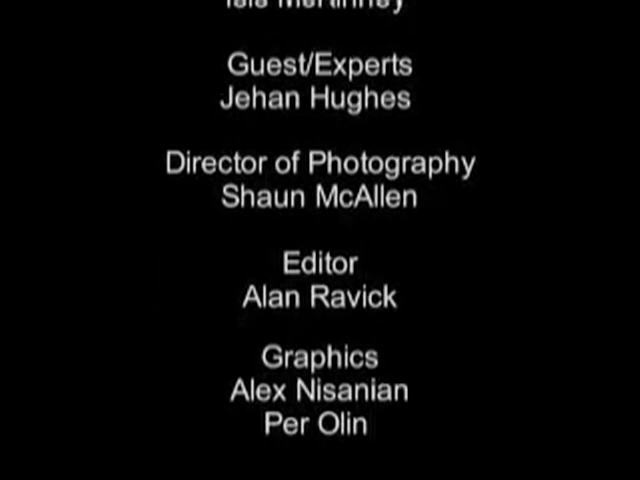 Guest/Experts
Jehan Hughes
Director of Photography
Shaun McAllen
Editor
Alan Ravick
Graphics
Alex Nisanian
Per Olin